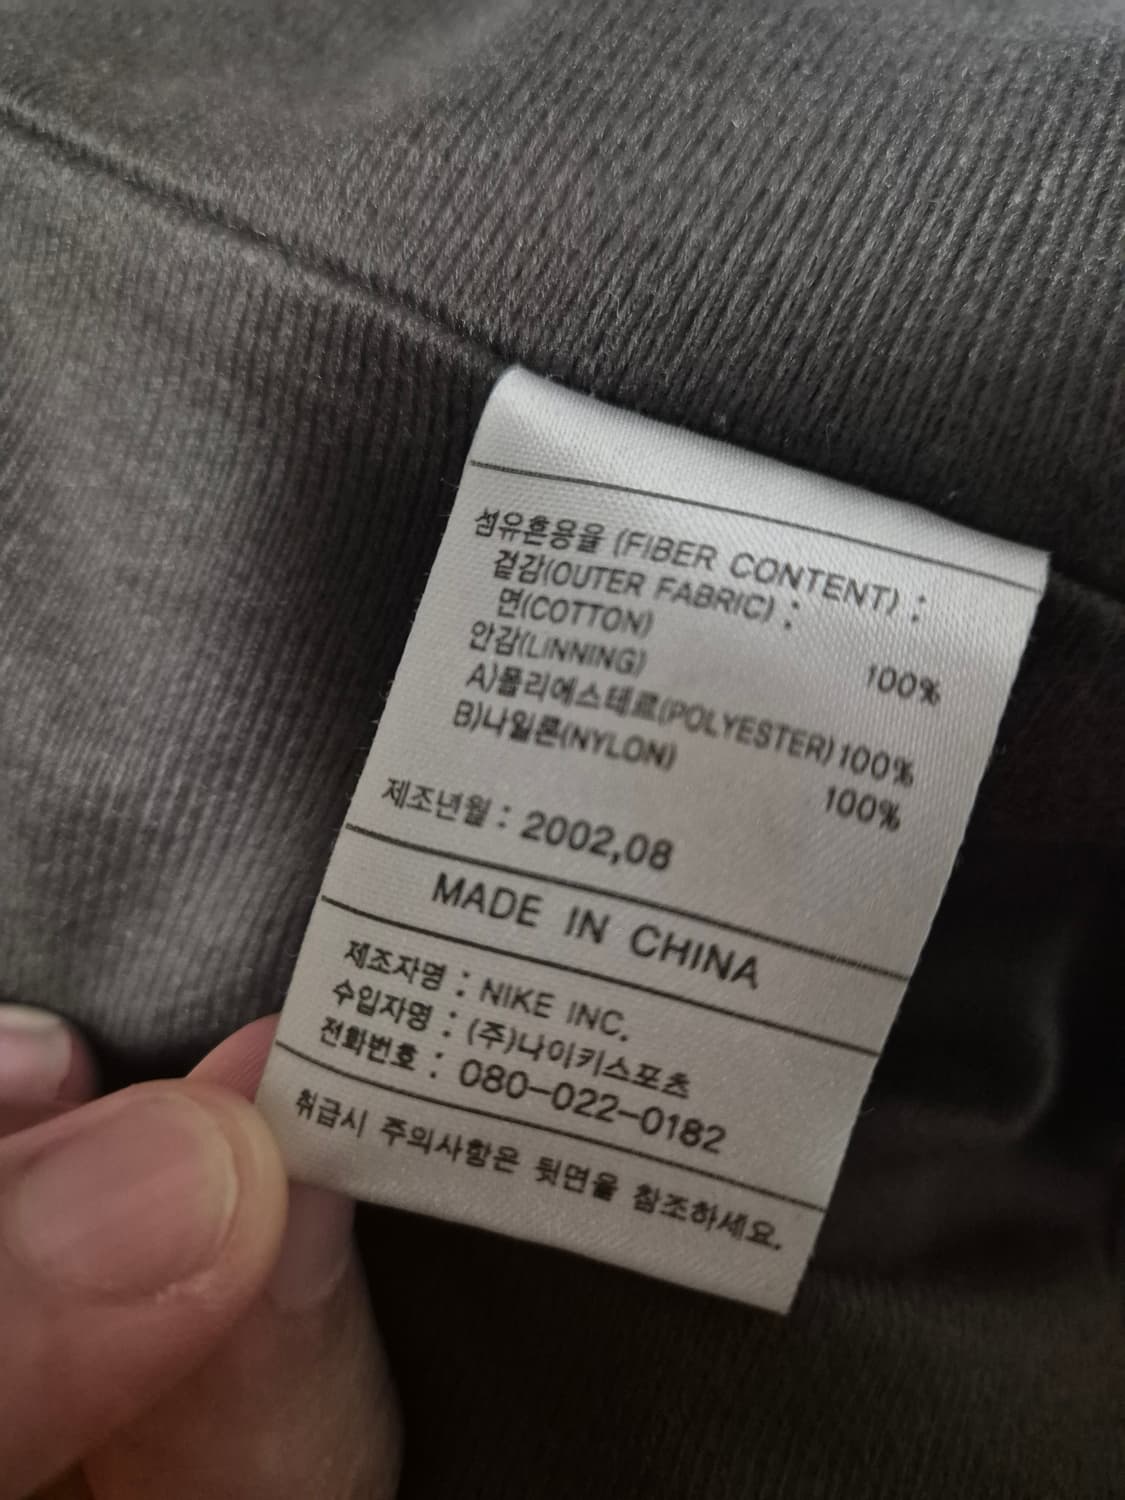 섬유혼용율 (FIBER CONTENT) :
겉감(OUTER FABRIC) :
면(COTTON) 100%
안감(LINNING)
A)폴리에스테르(POLYESTER) 100%
B)나일론(NYLON) 100%
제조년월 : 2002,08
MADE IN CHINA
제조자명 : NIKE INC.
수입자명 : (주)나이키스포츠
전화번호 : 080-022-0182
취급시 주의사항은 뒷면을 참조하세요.